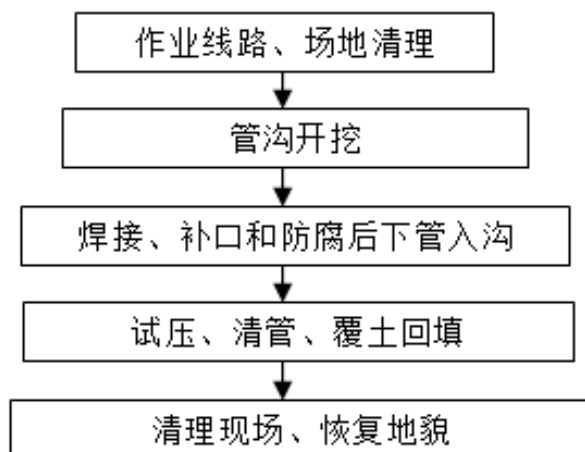 作业线路、场地清理
管沟开挖
焊接、补口和防腐后下管入沟
试压、清管、覆土回填
清理现场、恢复地貌